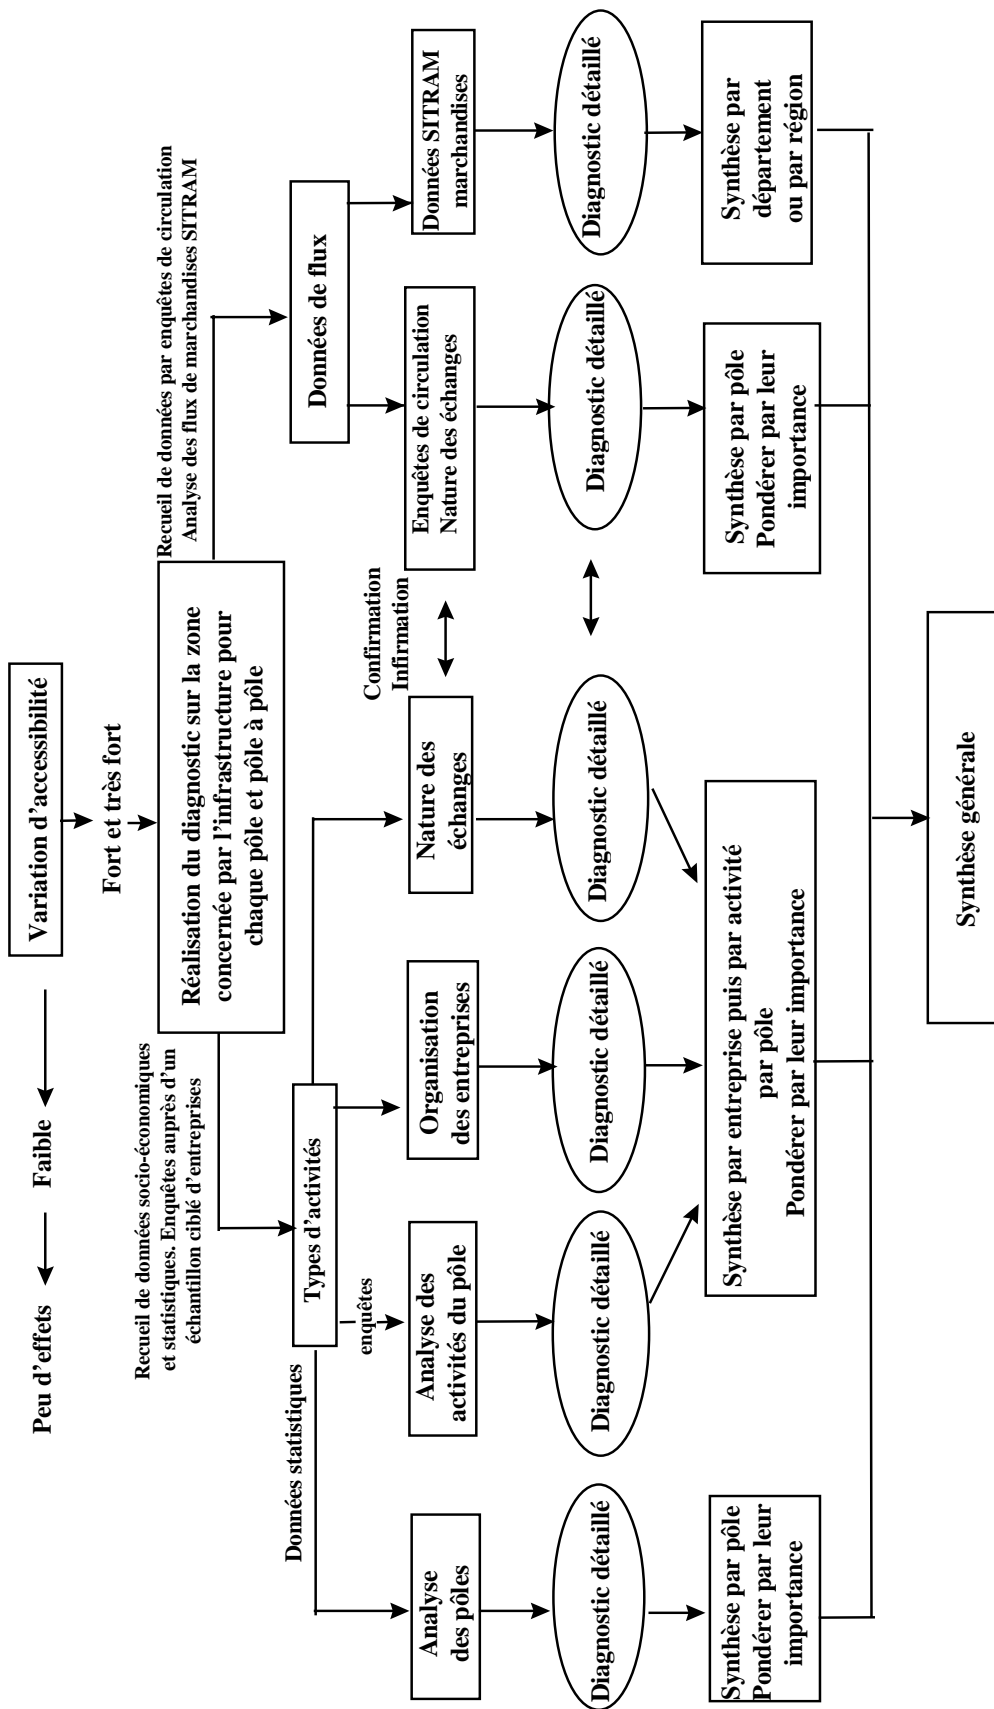 Variation d’accessibilité
Peu d’effets
Faible
Fort et très fort
Recueil de données socio-économiques
et statistiques. Enquêtes auprès d’un
échantillon ciblé d’entreprises
Réalisation du diagnostic sur la zone
concernée par l’infrastructure pour
chaque pôle et pôle à pôle
Recueil de données par enquêtes de circulation
Analyse des flux de marchandises SITRAM
Données statistiques
Types d’activités
Données de flux
enquêtes
Confirmation
Infirmation
Analyse
des pôles
Analyse des
activités du pôle
Organisation
des entreprises
Nature des
échanges
Enquêtes de circulation
Nature des échanges
Données SITRAM
marchandises
Diagnostic détaillé
Diagnostic détaillé
Diagnostic détaillé
Diagnostic détaillé
Diagnostic détaillé
Diagnostic détaillé
Synthèse par pôle
Pondérer par leur
importance
Synthèse par entreprise puis par activité
par pôle
Pondérer par leur importance
Synthèse par pôle
Pondérer par leur
importance
Synthèse par
département
ou par région
Synthèse générale